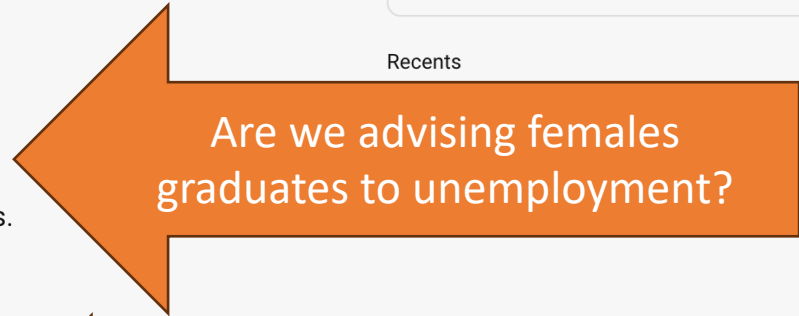 Recents
Are we advising females
graduates to unemployment?
s.